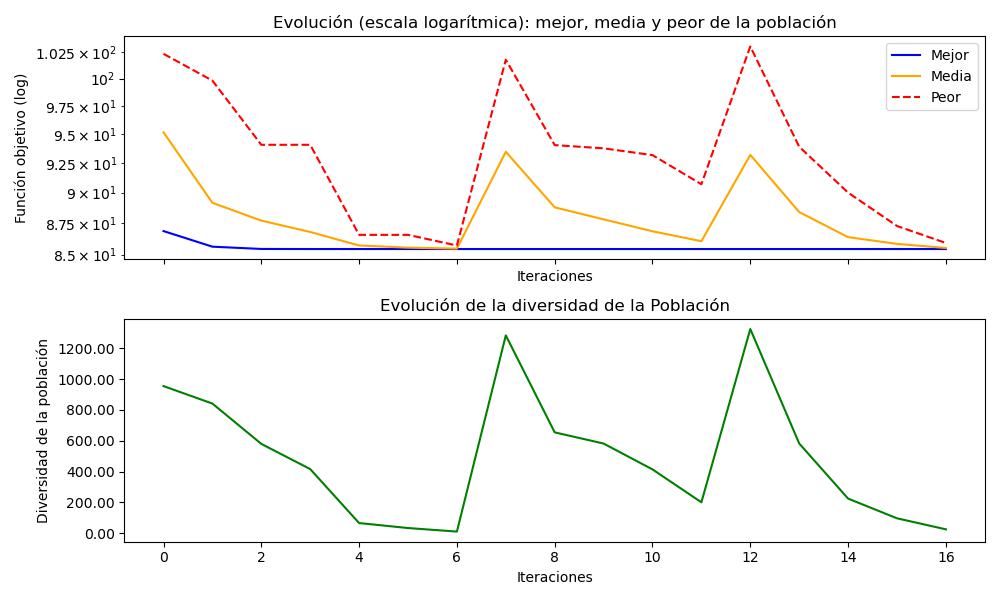 Evolución (escala logarítmica): mejor, media y peor de la población
Función objetivo (log)
1.025 × 10²
10²
9.75 × 10¹
9.5 × 10¹
9.25 × 10¹
9 × 10¹
8.75 × 10¹
8.5 × 10¹
Mejor
Media
Peor
Iteraciones
Evolución de la diversidad de la Población
Diversidad de la población
1200.00
1000.00
800.00
600.00
400.00
200.00
0.00
0 2 4 6 8 10 12 14 16
Iteraciones